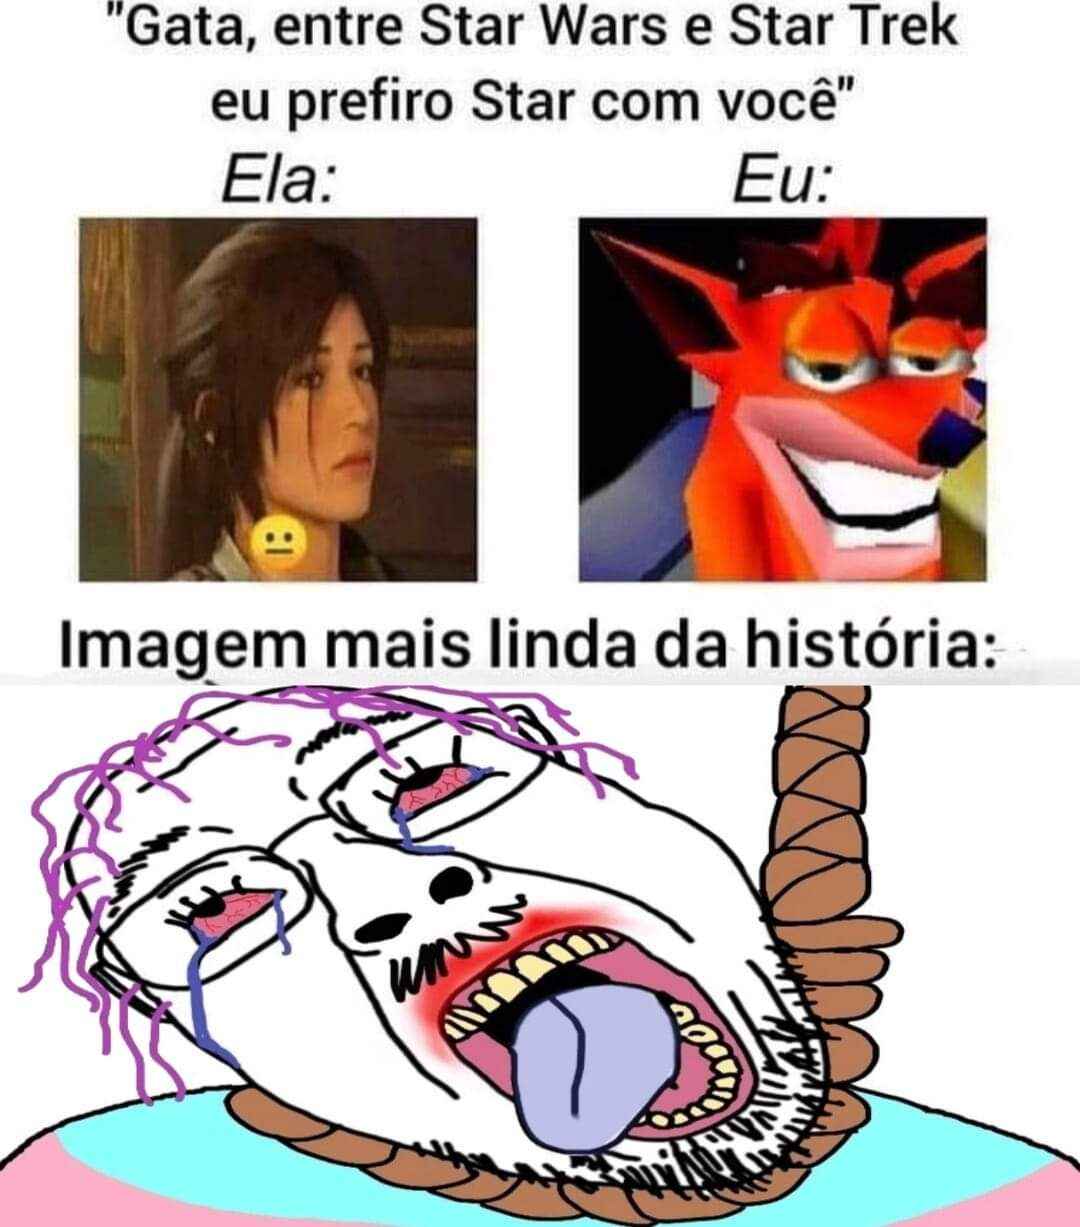 "Gata, entre Star Wars e Star Trek
eu prefiro Star com você"
Ela:
Eu:
Imagem mais linda da história: